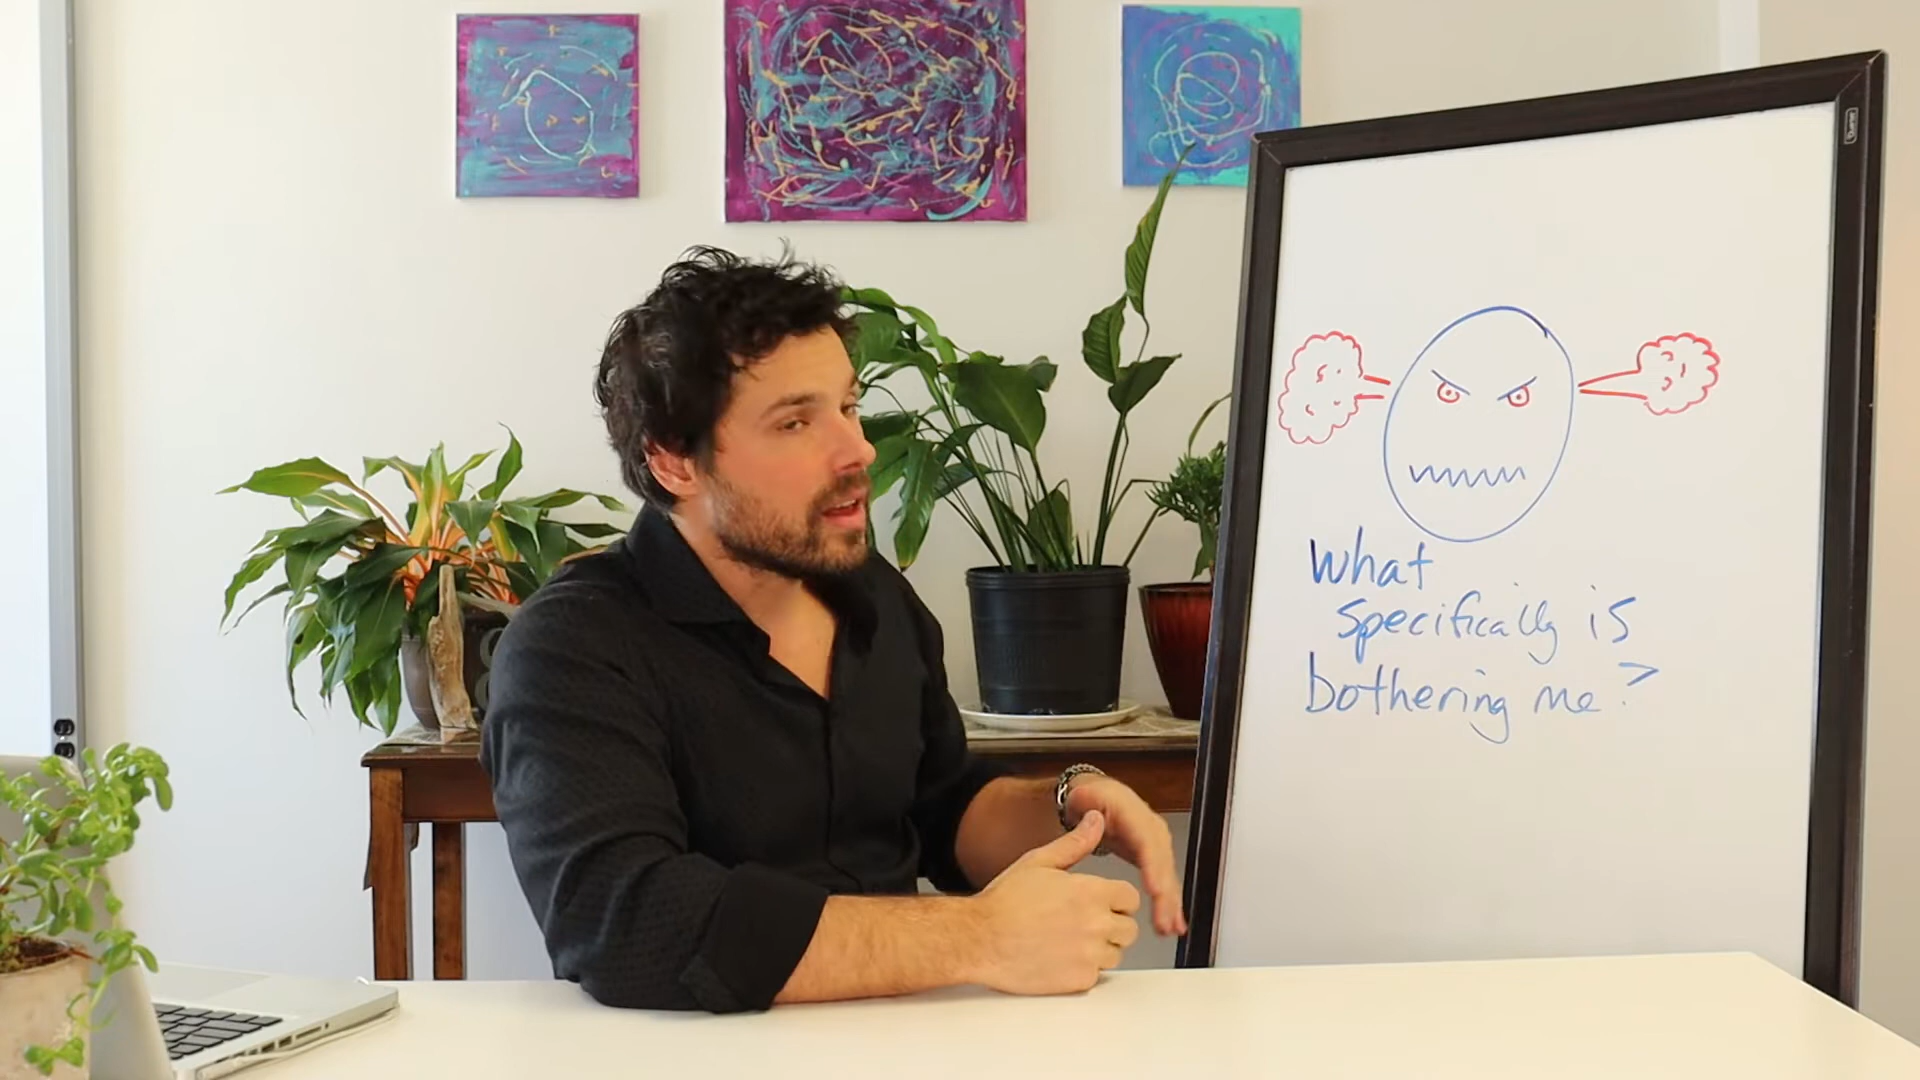 What
specifically is
bothering me?